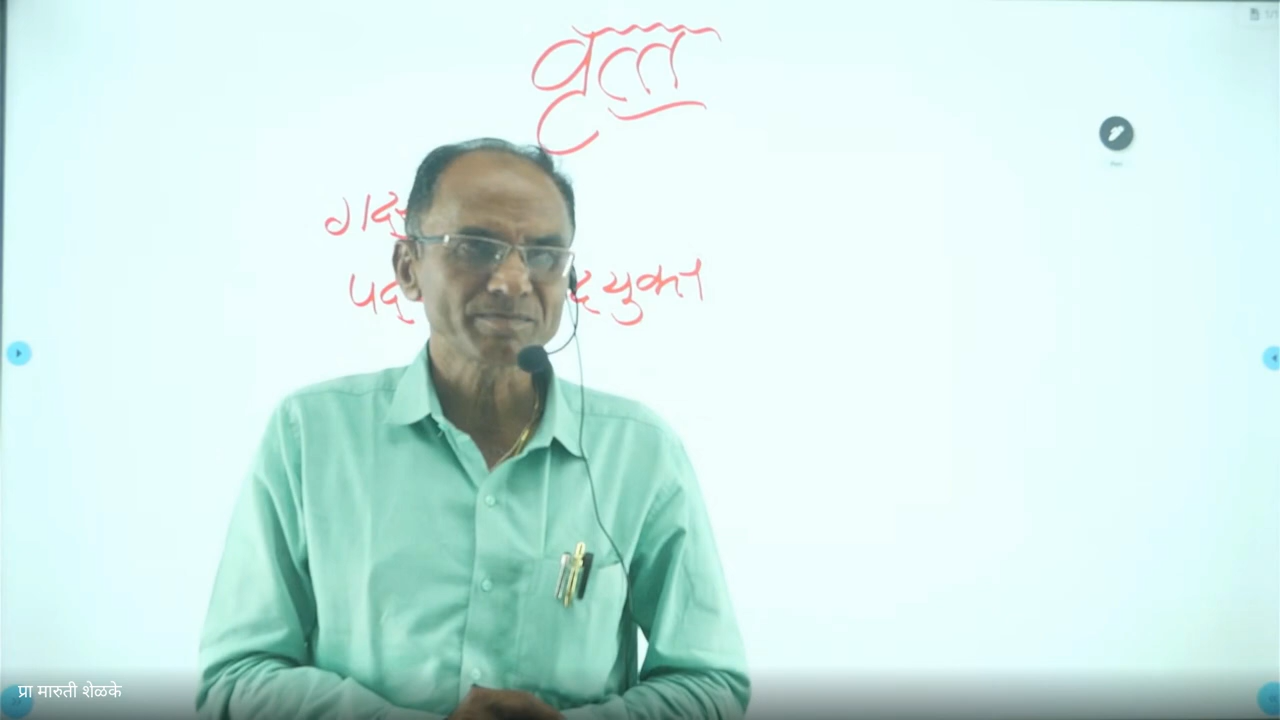 वृत्त
गद्य
पद्य छंदयुक्त
प्रा मारुती शेळके